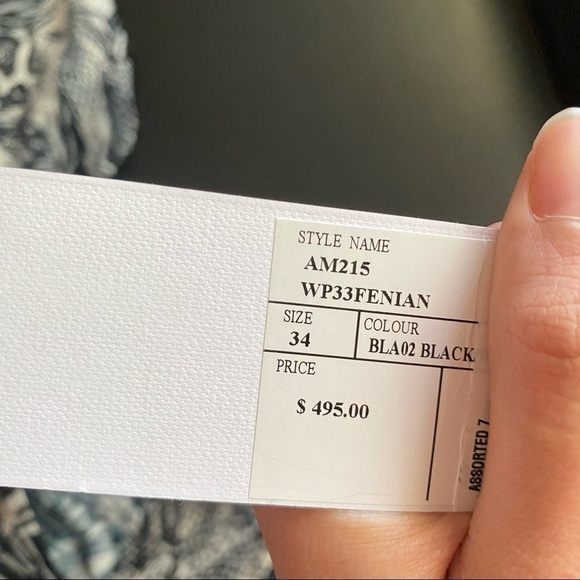 STYLE NAME
AM215
WP33FENIAN
SIZE
34
COLOUR
BLA02 BLACK
PRICE
$ 495.00
ASSORTED 7